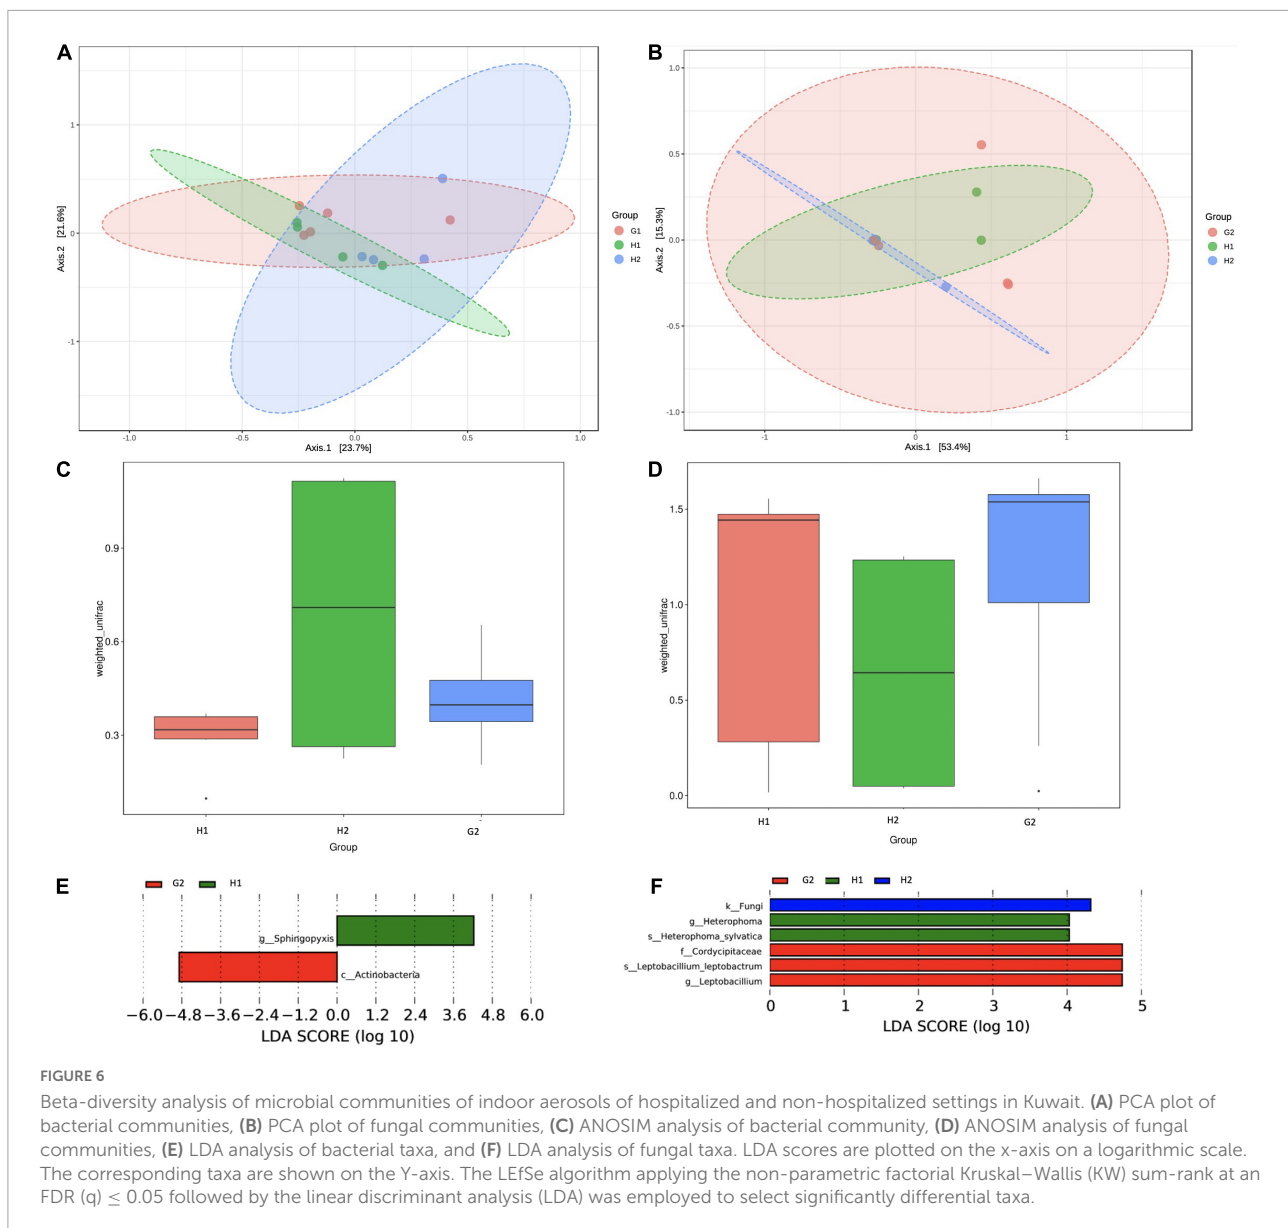 A
Axis.2 [21.6%]
1
0
-1
-1.0 -0.5 0.0 0.5 1.0
Axis.1 [23.7%]
Group
G1
H1
H2
B
Axis.2 [15.3%]
1.0
0.5
0.0
-0.5
-1.0
-1 0 1
Axis.1 [53.4%]
Group
G2
H1
H2
C
weighted_unifrac
0.9
0.6
0.3
H1 H2 G2
Group
D
weighted_unifrac
1.5
1.0
0.5
0.0
H1 H2 G2
Group
E
G2 H1
g__Sphingopyxis
c__Actinobacteria
−6.0 −4.8 −3.6 −2.4 −1.2 0.0 1.2 2.4 3.6 4.8 6.0
LDA SCORE (log 10)
F
G2 H1 H2
k__Fungi
g__Heterophoma
s__Heterophoma_sylvatica
f__Cordycipitaceae
s__Leptobacillium_leptobactrum
g__Leptobacillium
0 1 2 3 4 5
LDA SCORE (log 10)
FIGURE 6
Beta-diversity analysis of microbial communities of indoor aerosols of hospitalized and non-hospitalized settings in Kuwait. (A) PCA plot of
bacterial communities, (B) PCA plot of fungal communities, (C) ANOSIM analysis of bacterial community, (D) ANOSIM analysis of fungal
communities, (E) LDA analysis of bacterial taxa, and (F) LDA analysis of fungal taxa. LDA scores are plotted on the x-axis on a logarithmic scale.
The corresponding taxa are shown on the Y-axis. The LEfSe algorithm applying the non-parametric factorial Kruskal–Wallis (KW) sum-rank at an
FDR (q) ≤ 0.05 followed by the linear discriminant analysis (LDA) was employed to select significantly differential taxa.